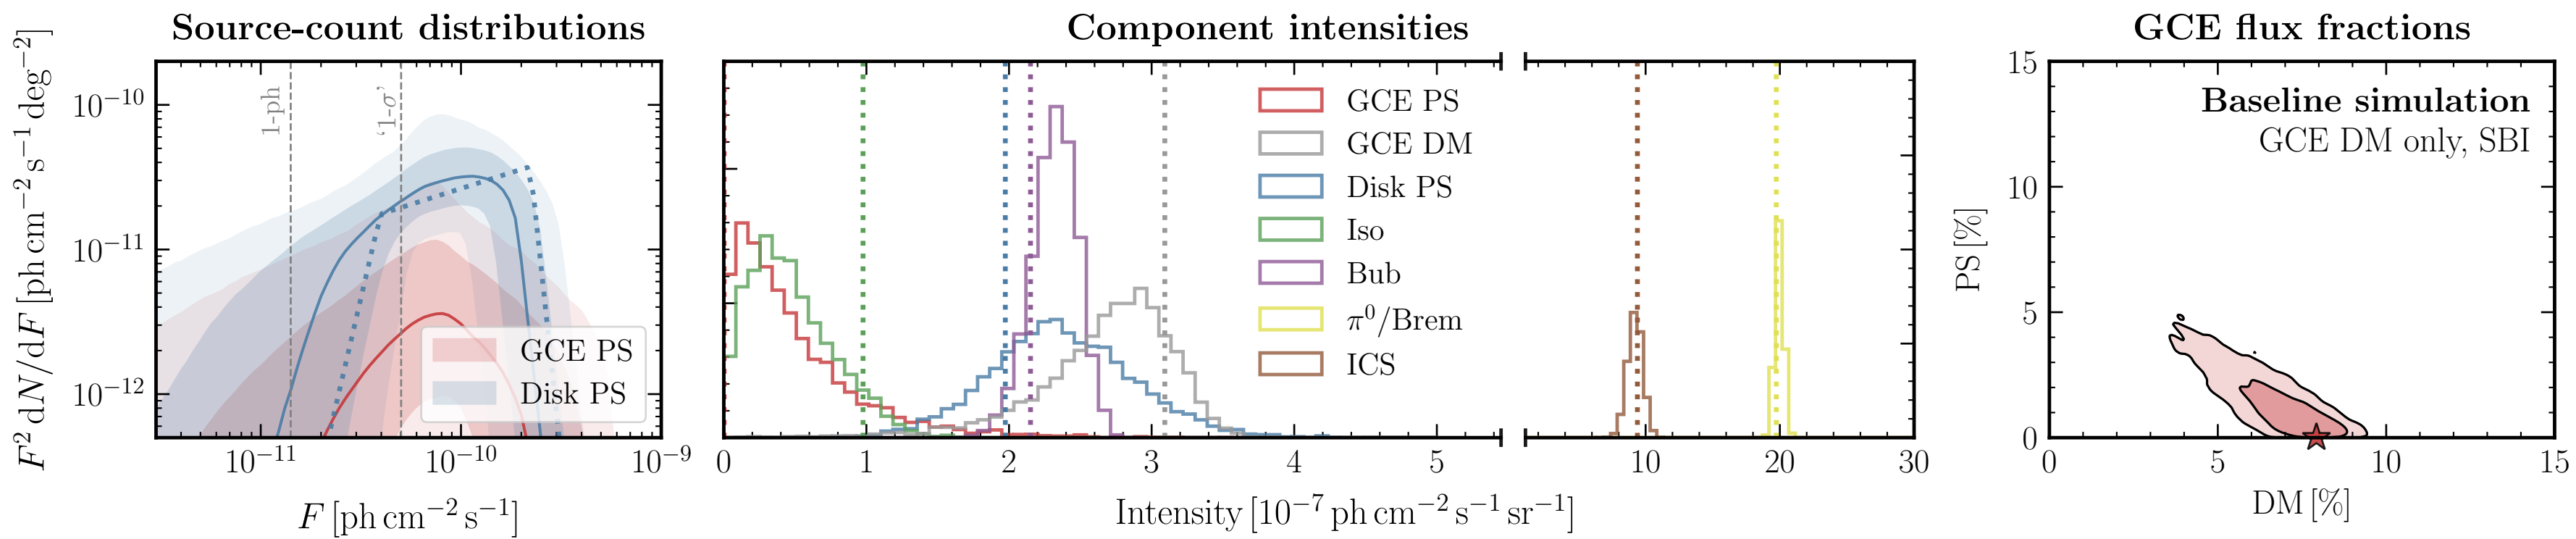 Source-count distributions
F² dN/dF [ph cm⁻² s⁻¹ deg⁻²]
10⁻¹⁰
10⁻¹¹
10⁻¹²
1-ph
‘1-σ’
GCE PS
Disk PS
10⁻¹¹ 10⁻¹⁰ 10⁻⁹
F [ph cm⁻² s⁻¹]
Component intensities
GCE PS
GCE DM
Disk PS
Iso
Bub
π⁰/Brem
ICS
0 1 2 3 4 5 10 20 30
Intensity [10⁻⁷ ph cm⁻² s⁻¹ sr⁻¹]
GCE flux fractions
Baseline simulation
GCE DM only, SBI
PS [%]
15
10
5
0
0 5 10 15
DM [%]